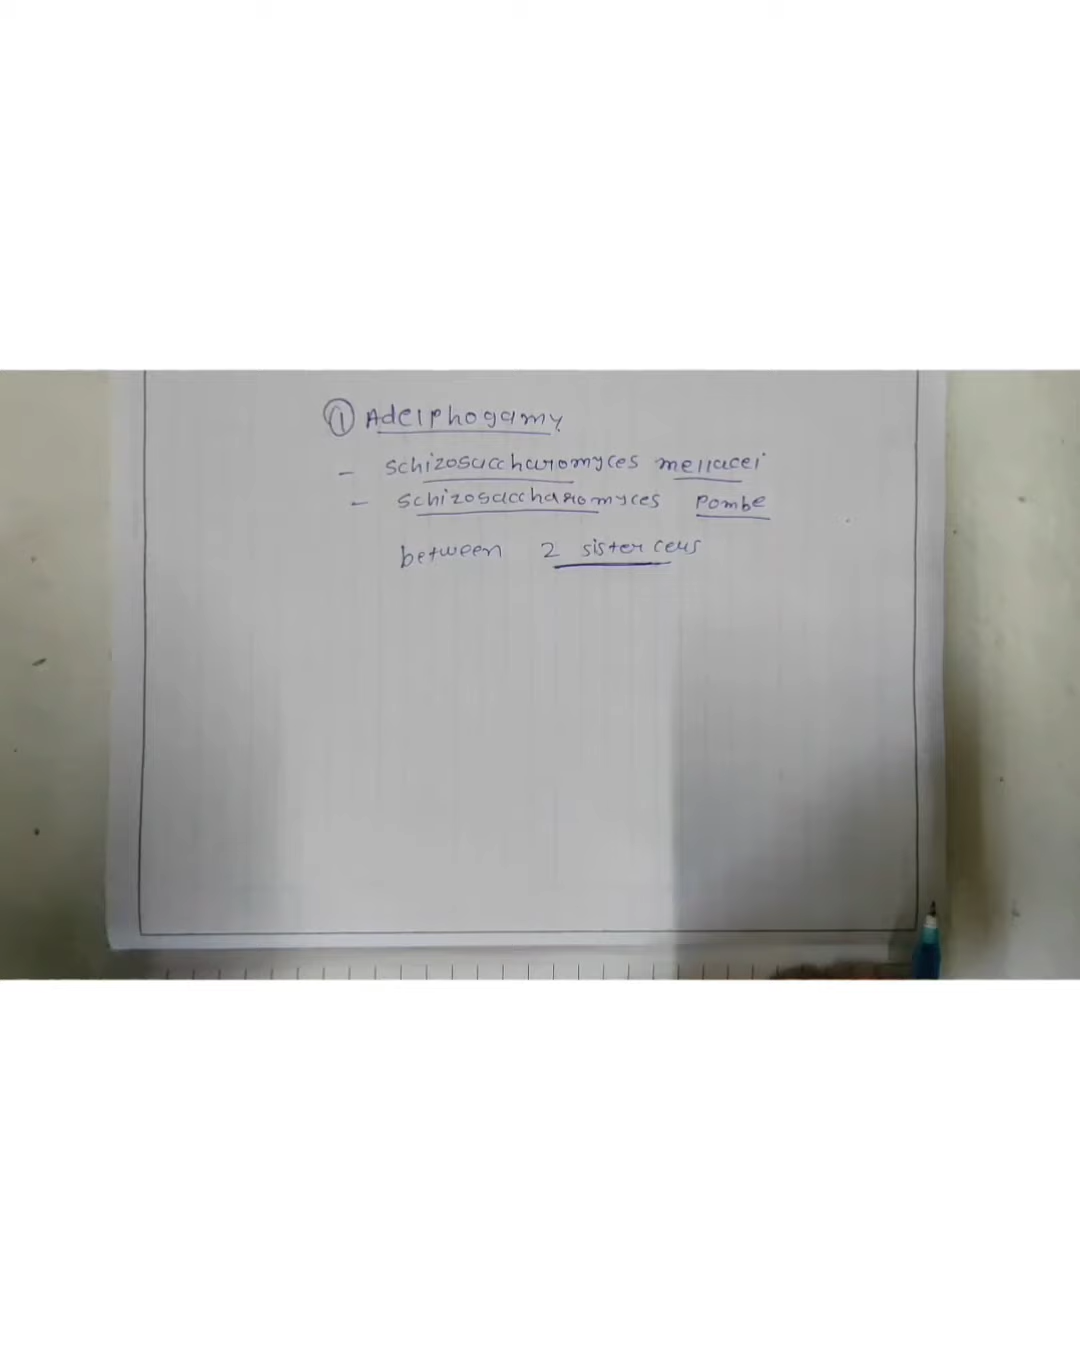 ① Adelphogamy
- Schizosaccharomyces mellacei
- Schizosaccharomyces Pombe
between 2 sister cells